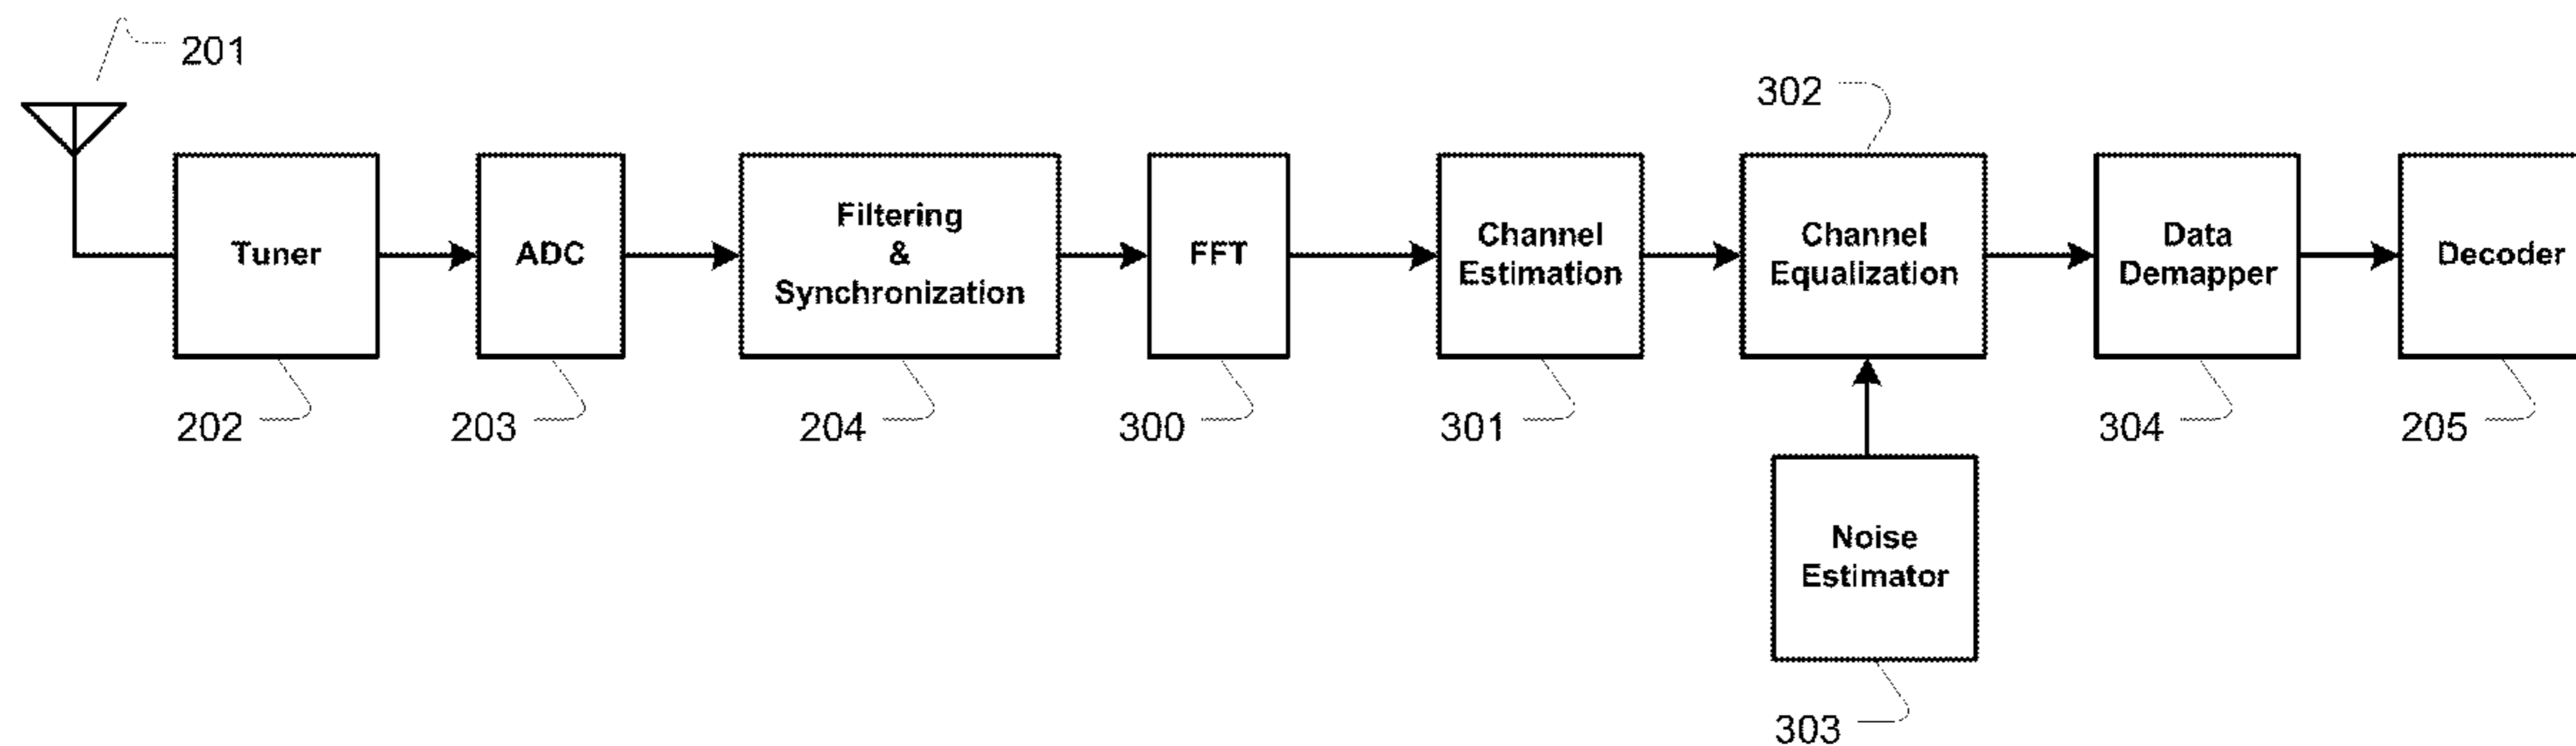 201
302
Tuner
ADC
Filtering
&
Synchronization
FFT
Channel
Estimation
Channel
Equalization
Data
Demapper
Decoder
202
203
204
300
301
304
205
Noise
Estimator
303